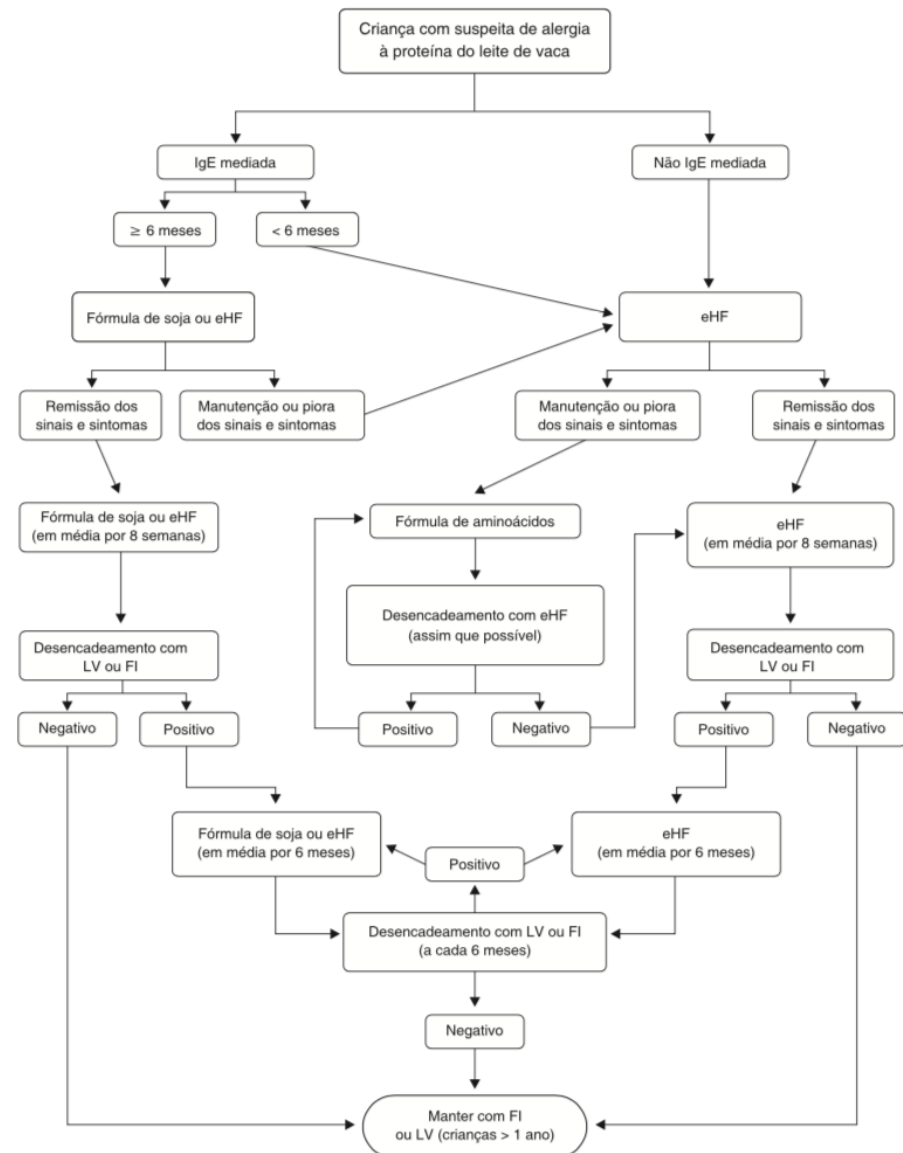 Criança com suspeita de alergia
à proteína do leite de vaca
IgE mediada
Não IgE mediada
≥ 6 meses
< 6 meses
Fórmula de soja ou eHF
eHF
Remissão dos
sinais e sintomas
Manutenção ou piora
dos sinais e sintomas
Manutenção ou piora
dos sinais e sintomas
Remissão dos
sinais e sintomas
Fórmula de soja ou eHF
(em média por 8 semanas)
Fórmula de aminoácidos
eHF
(em média por 8 semanas)
Desencadeamento com eHF
(assim que possível)
Desencadeamento com
LV ou FI
Desencadeamento com
LV ou FI
Negativo
Positivo
Positivo
Negativo
Positivo
Negativo
Fórmula de soja ou eHF
(em média por 6 meses)
Positivo
eHF
(em média por 6 meses)
Desencadeamento com LV ou FI
(a cada 6 meses)
Negativo
Manter com FI
ou LV (crianças > 1 ano)